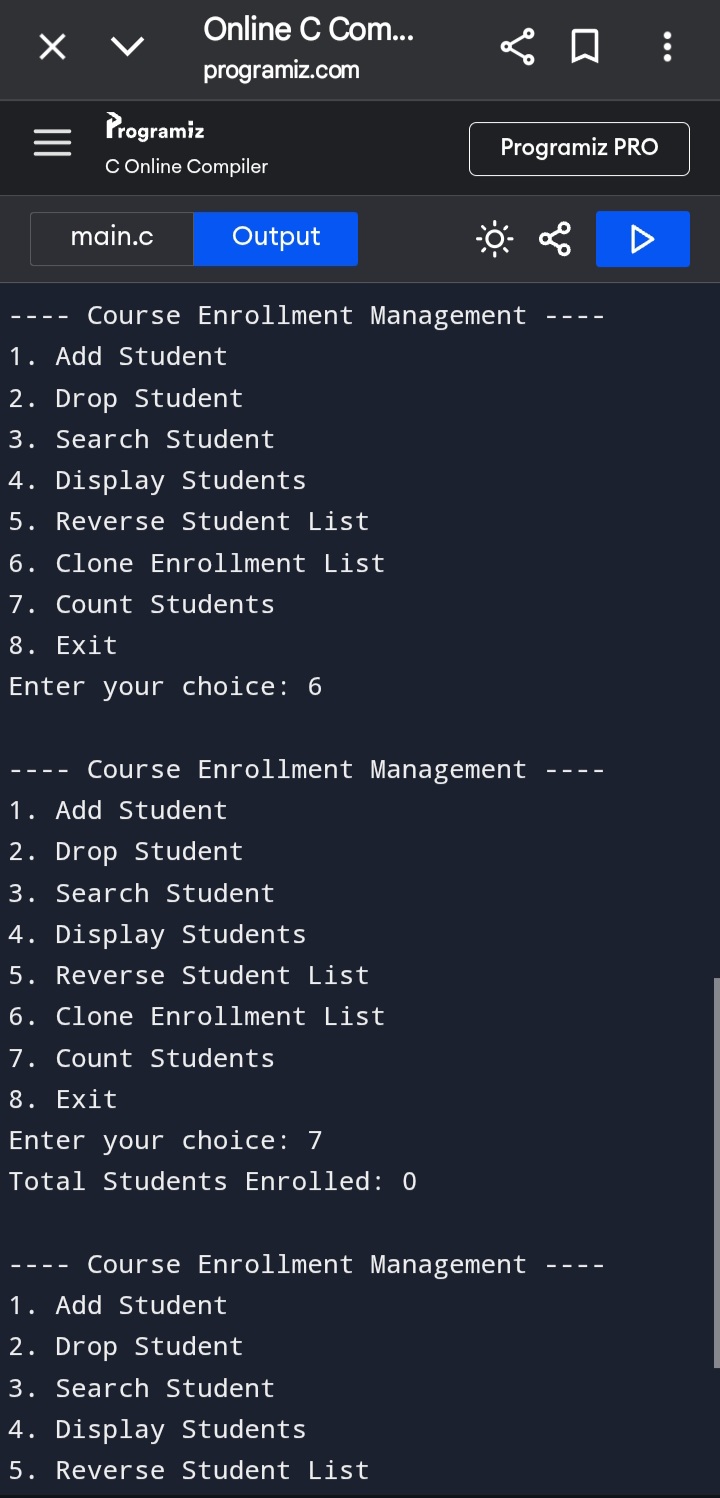 Online C Com...
programiz.com
Programiz
C Online Compiler
Programiz PRO
main.c
Output
---- Course Enrollment Management ----
1. Add Student
2. Drop Student
3. Search Student
4. Display Students
5. Reverse Student List
6. Clone Enrollment List
7. Count Students
8. Exit
Enter your choice: 6
---- Course Enrollment Management ----
1. Add Student
2. Drop Student
3. Search Student
4. Display Students
5. Reverse Student List
6. Clone Enrollment List
7. Count Students
8. Exit
Enter your choice: 7
Total Students Enrolled: 0
---- Course Enrollment Management ----
1. Add Student
2. Drop Student
3. Search Student
4. Display Students
5. Reverse Student List